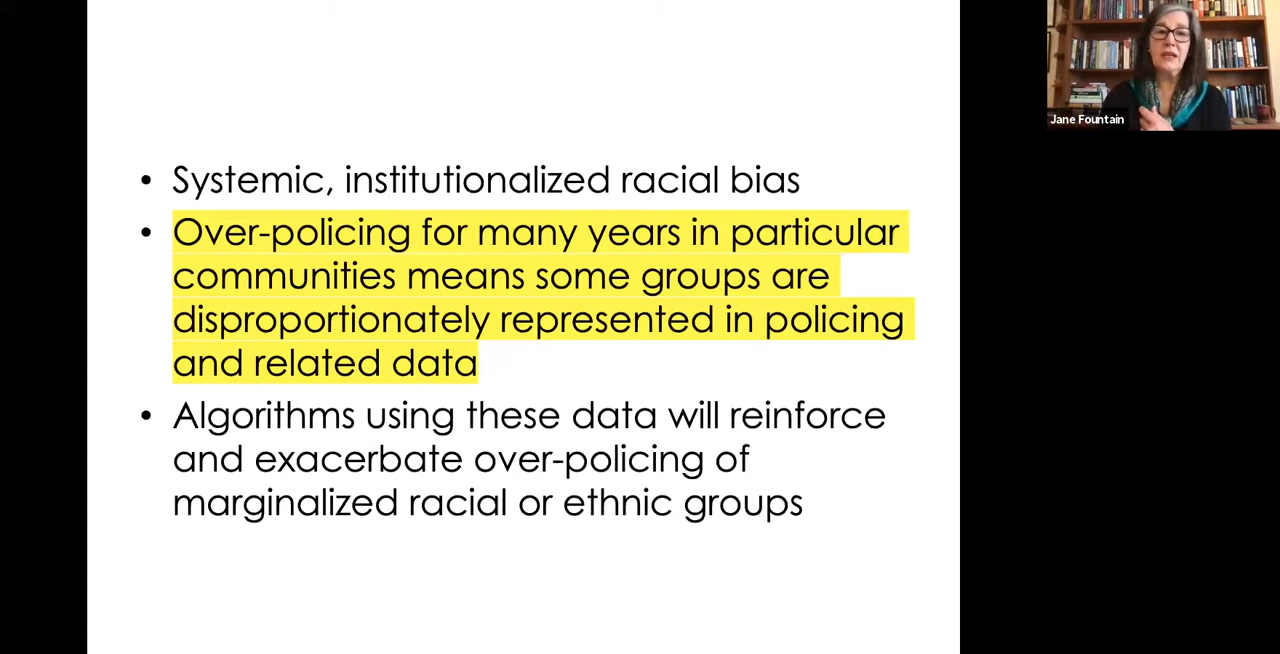 Jane Fountain
• Systemic, institutionalized racial bias
• Over-policing for many years in particular
communities means some groups are
disproportionately represented in policing
and related data
• Algorithms using these data will reinforce
and exacerbate over-policing of
marginalized racial or ethnic groups